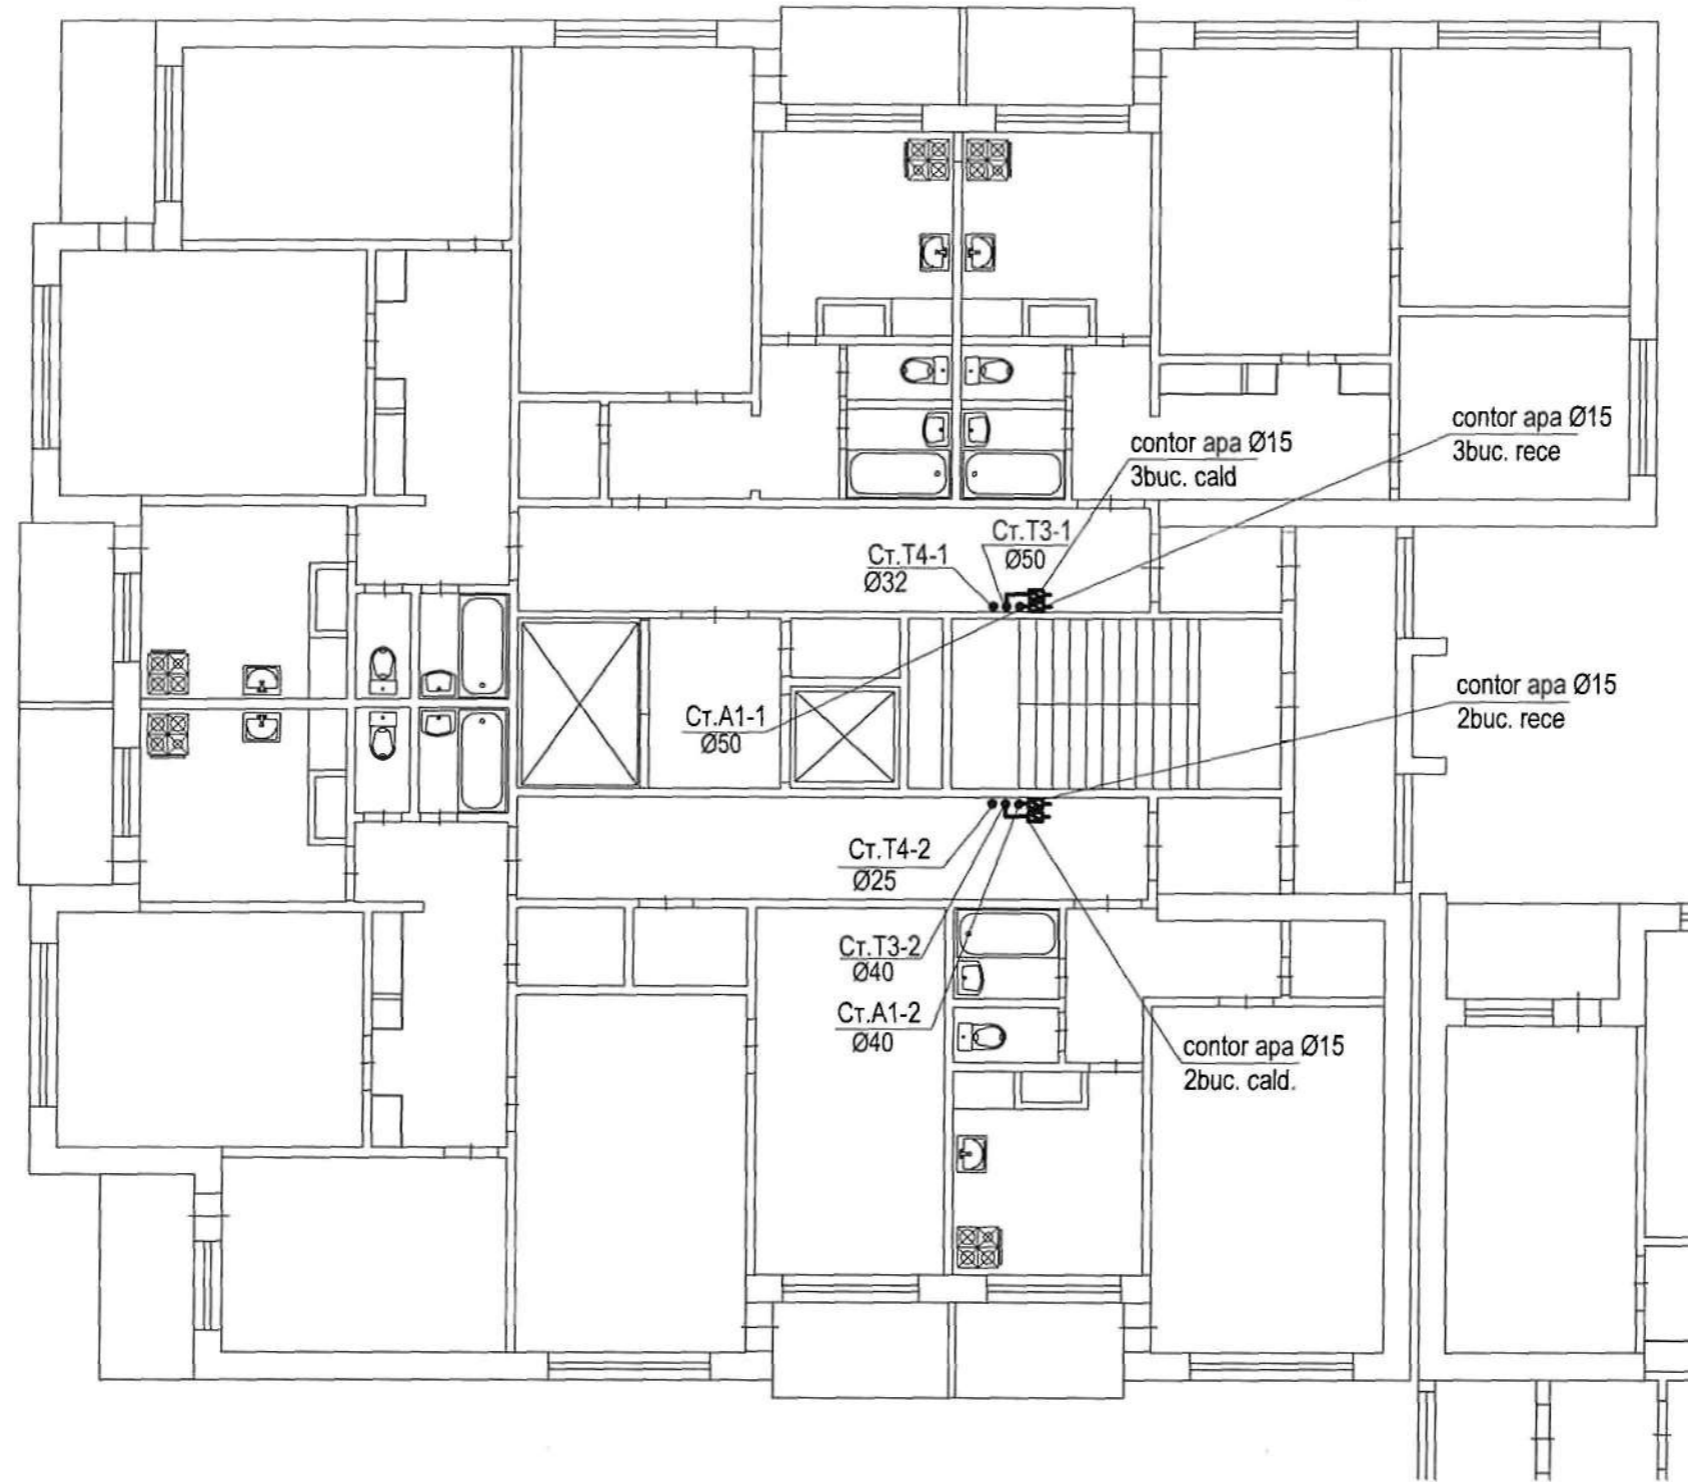 contor apa Ø15
3buc. rece
contor apa Ø15
3buc. cald
Ст.Т3-1
Ø50
Ст.Т4-1
Ø32
contor apa Ø15
2buc. rece
Ст.А1-1
Ø50
Ст.Т4-2
Ø25
Ст.Т3-2
Ø40
Ст.А1-2
Ø40
contor apa Ø15
2buc. cald.